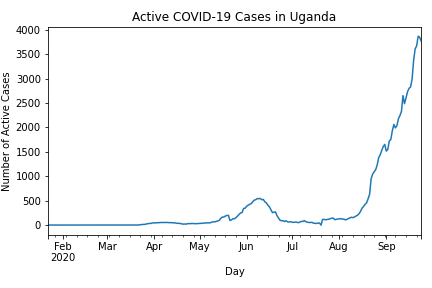 Active COVID-19 Cases in Uganda
4000
3500
3000
2500
2000
1500
1000
500
0
Number of Active Cases
Feb Mar Apr May Jun Jul Aug Sep
2020
Day